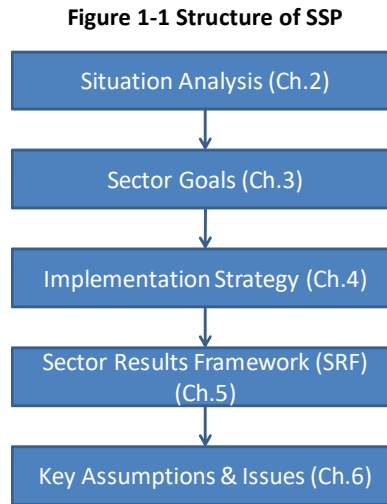 Figure 1-1 Structure of SSP
Situation Analysis (Ch.2)
Sector Goals (Ch.3)
Implementation Strategy (Ch.4)
Sector Results Framework (SRF)
(Ch.5)
Key Assumptions & Issues (Ch.6)